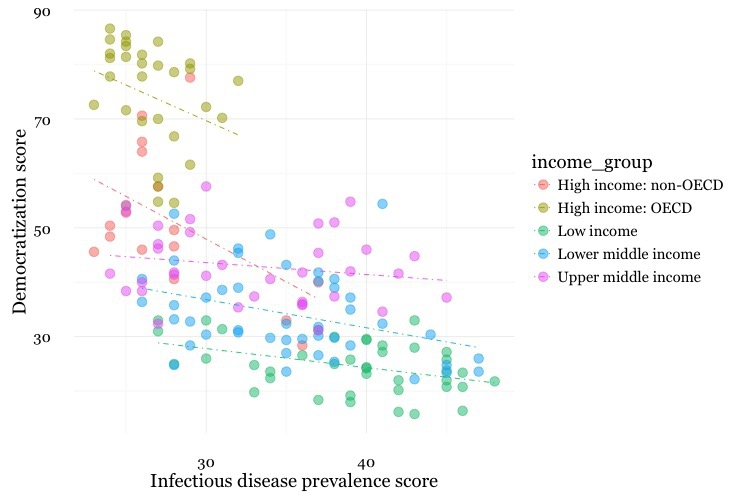 90
70
50
30
Democratization score
30
40
Infectious disease prevalence score
income_group
High income: non-OECD
High income: OECD
Low income
Lower middle income
Upper middle income